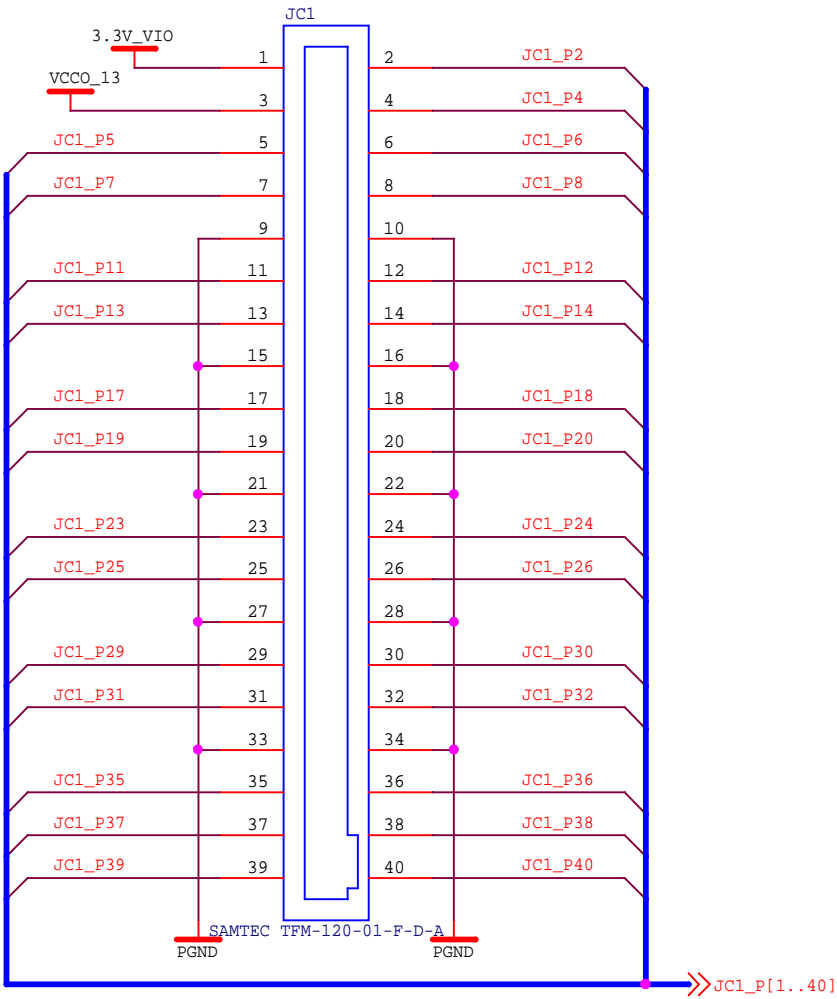 JC1
3.3V_VIO
1 2 JC1_P2
VCCO_13
3 4 JC1_P4
JC1_P5 5 6 JC1_P6
JC1_P7 7 8 JC1_P8
9 10
JC1_P11 11 12 JC1_P12
JC1_P13 13 14 JC1_P14
15 16
JC1_P17 17 18 JC1_P18
JC1_P19 19 20 JC1_P20
21 22
JC1_P23 23 24 JC1_P24
JC1_P25 25 26 JC1_P26
27 28
JC1_P29 29 30 JC1_P30
JC1_P31 31 32 JC1_P32
33 34
JC1_P35 35 36 JC1_P36
JC1_P37 37 38 JC1_P38
JC1_P39 39 40 JC1_P40
SAMTEC TFM-120-01-F-D-A
PGND PGND
JC1_P[1..40]